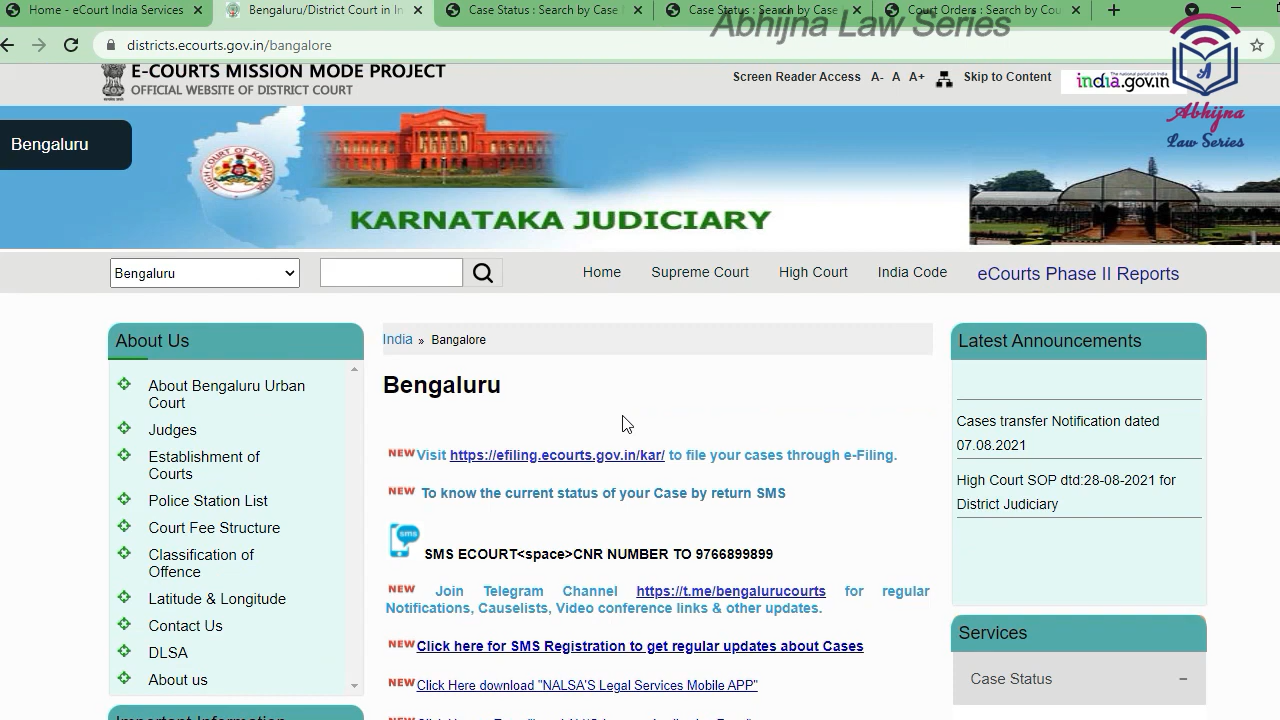 Home - eCourt India Services
Bengaluru/District Court in In
Case Status : Search by Case
Case Status : Search by Case
Court Orders : Search by Cou
Abhijna Law Series
districts.ecourts.gov.in/bangalore
E-COURTS MISSION MODE PROJECT
OFFICIAL WEBSITE OF DISTRICT COURT
Screen Reader Access A- A A+ Skip to Content
india.gov.in
A
Abhijna
Law Series
Bengaluru
HIGH COURT OF KARNATAKA
KARNATAKA JUDICIARY
Bengaluru
Home Supreme Court High Court India Code eCourts Phase II Reports
About Us
About Bengaluru Urban
Court
Judges
Establishment of
Courts
Police Station List
Court Fee Structure
Classification of
Offence
Latitude & Longitude
Contact Us
DLSA
About us
India » Bangalore
Bengaluru
NEW Visit https://efiling.ecourts.gov.in/kar/ to file your cases through e-Filing.
NEW To know the current status of your Case by return SMS
sms
SMS ECOURT<space>CNR NUMBER TO 9766899899
NEW Join Telegram Channel https://t.me/bengalurucourts for regular
Notifications, Causelists, Video conference links & other updates.
NEW Click here for SMS Registration to get regular updates about Cases
NEW Click Here download "NALSA'S Legal Services Mobile APP"
Latest Announcements
Cases transfer Notification dated
07.08.2021
High Court SOP dtd:28-08-2021 for
District Judiciary
Services
Case Status
Important Information